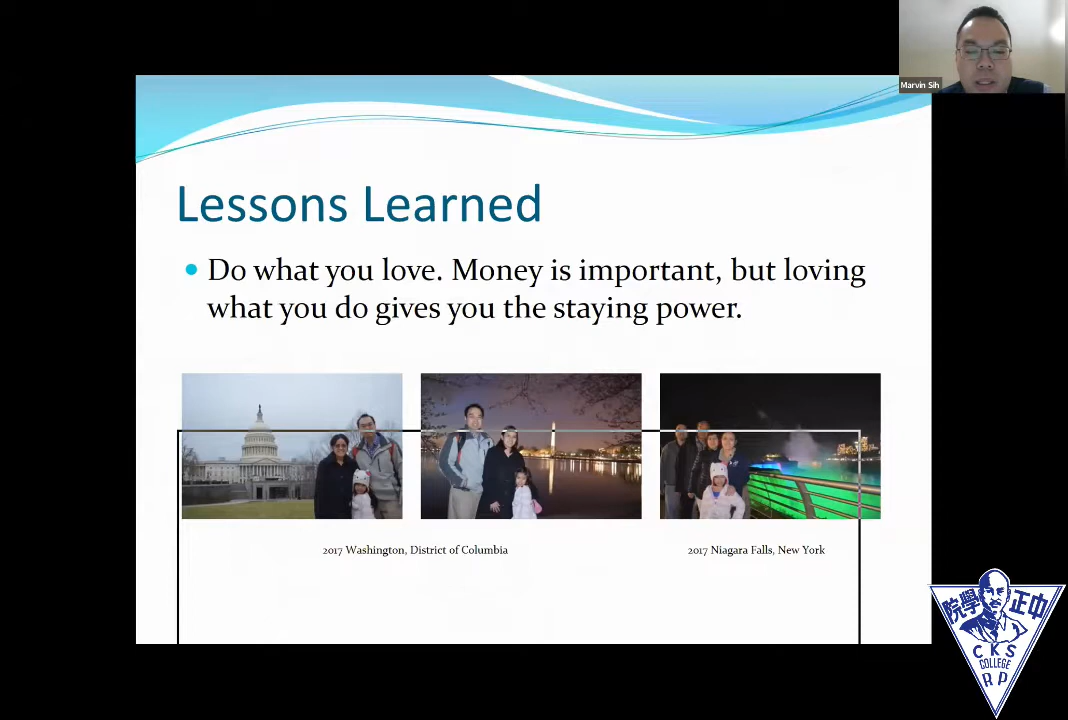 Marvin Sih
Lessons Learned
Do what you love. Money is important, but loving
what you do gives you the staying power.
2017 Washington, District of Columbia
2017 Niagara Falls, New York
院學 正中
CKS
COLLEGE
RP